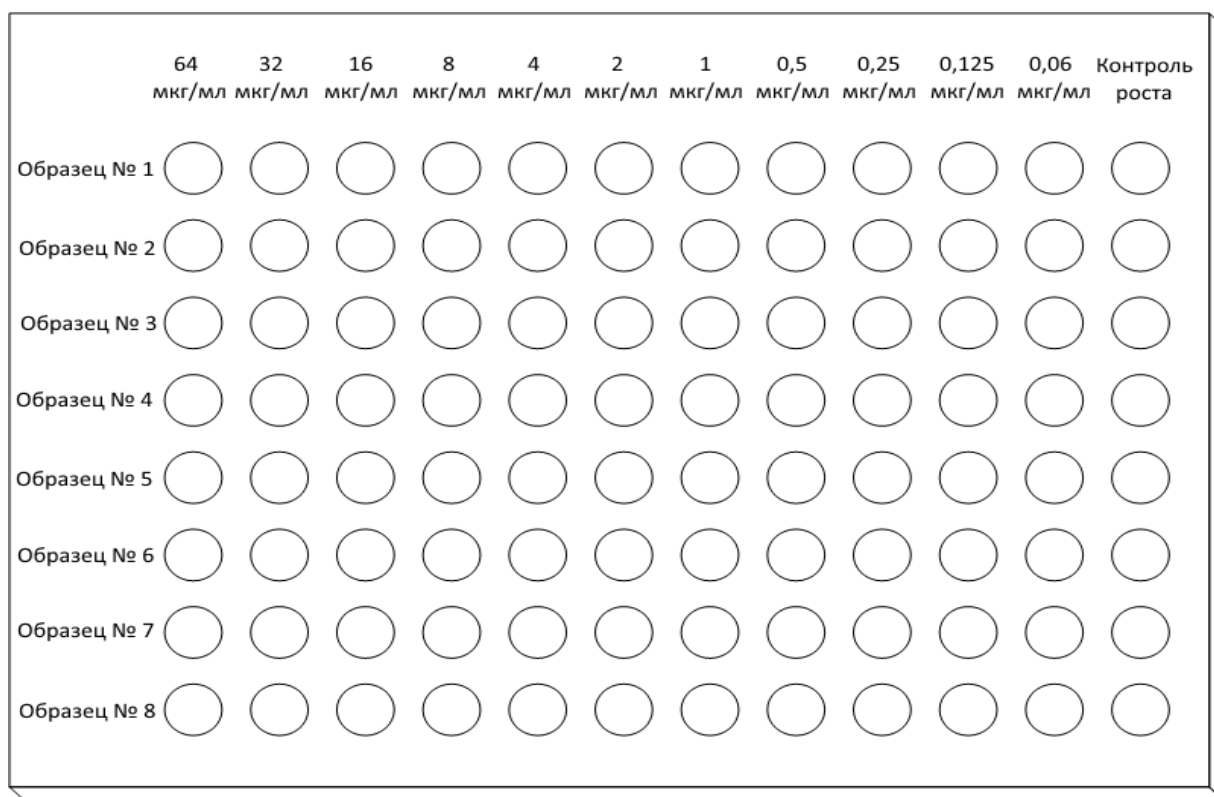 64 32 16 8 4 2 1 0,5 0,25 0,125 0,06 Контроль
мкг/мл мкг/мл мкг/мл мкг/мл мкг/мл мкг/мл мкг/мл мкг/мл мкг/мл мкг/мл мкг/мл роста
Образец № 1
Образец № 2
Образец № 3
Образец № 4
Образец № 5
Образец № 6
Образец № 7
Образец № 8